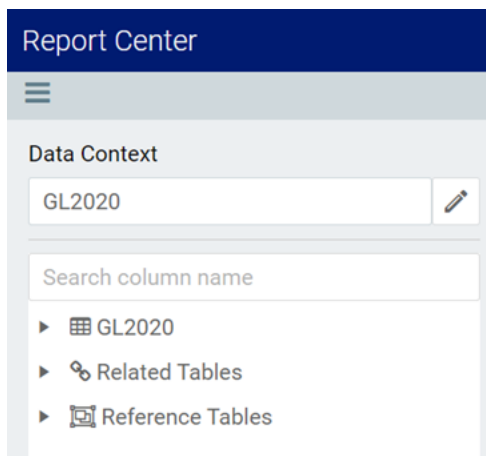 Report Center
Data Context
GL2020
Search column name
GL2020
Related Tables
Reference Tables